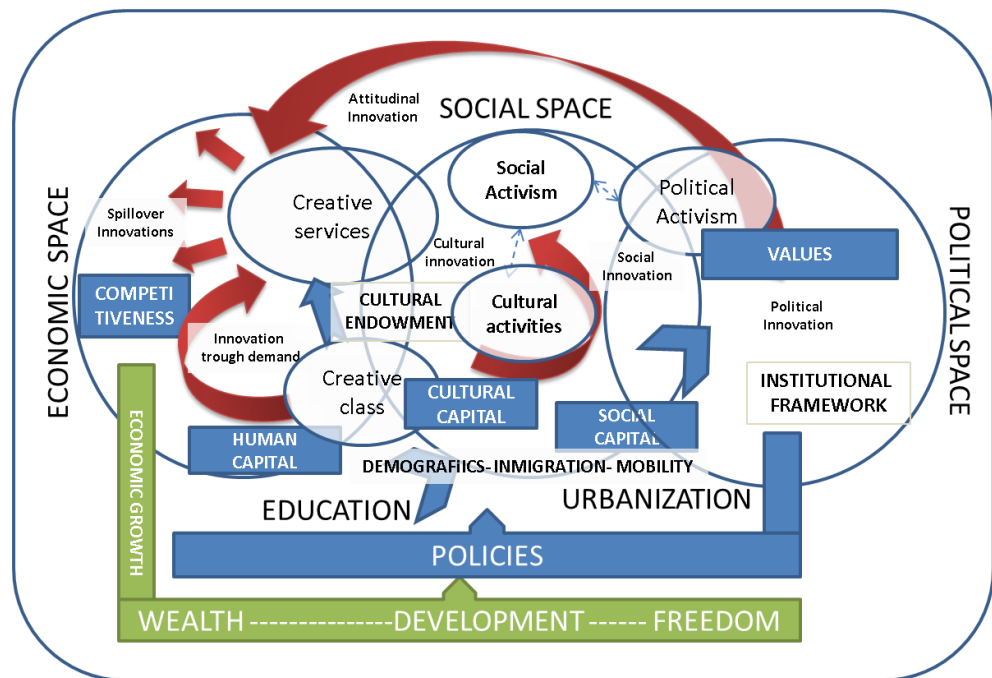 Attitudinal
Innovation
SOCIAL SPACE
ECONOMIC SPACE
POLITICAL SPACE
Social
Activism
Political
Activism
Creative
services
Spillover
Innovations
Cultural
innovation
Social
Innovation
VALUES
COMPETI
TIVENESS
CULTURAL
ENDOWMENT
Cultural
activities
Political
Innovation
Innovation
trough demand
Creative
class
CULTURAL
CAPITAL
SOCIAL
CAPITAL
INSTITUTIONAL
FRAMEWORK
HUMAN
CAPITAL
DEMOGRAFIICS- INMIGRATION- MOBILITY
EDUCATION
URBANIZATION
ECONOMIC GROWTH
POLICIES
WEALTH ---------------DEVELOPMENT ------ FREEDOM